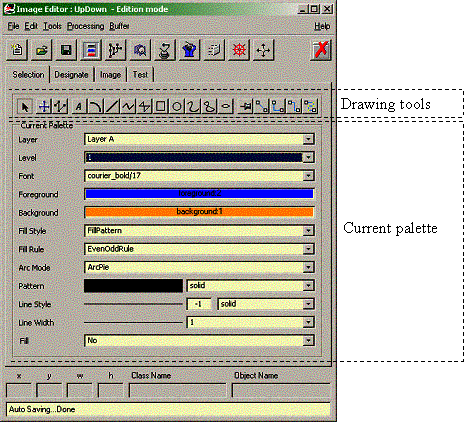 Image Editor : UpDown - Edition mode
File Edit Tools Processing Buffer
Selection Designate Image Test
Drawing tools
Current Palette
Layer Layer A
Level 1
Font courier_bold/17
Foreground
Background background:1
Current palette
Fill Style FillPattern
Fill Rule EvenOddRule
Arc Mode ArcPie
Pattern solid
Line Style -1 solid
Line Width 1
Fill No
x y w h Class Name Object Name
Auto Saving...Done